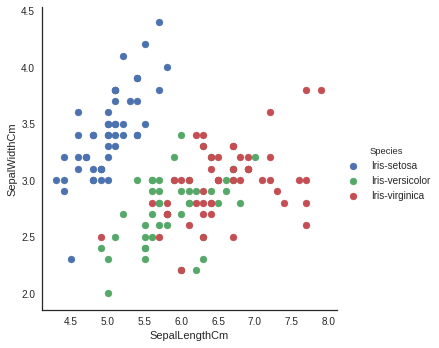 4.5
4.0
3.5
3.0
2.5
2.0
SepalWidthCm
4.5 5.0 5.5 6.0 6.5 7.0 7.5 8.0
SepalLengthCm
Species
Iris-setosa
Iris-versicolor
Iris-virginica